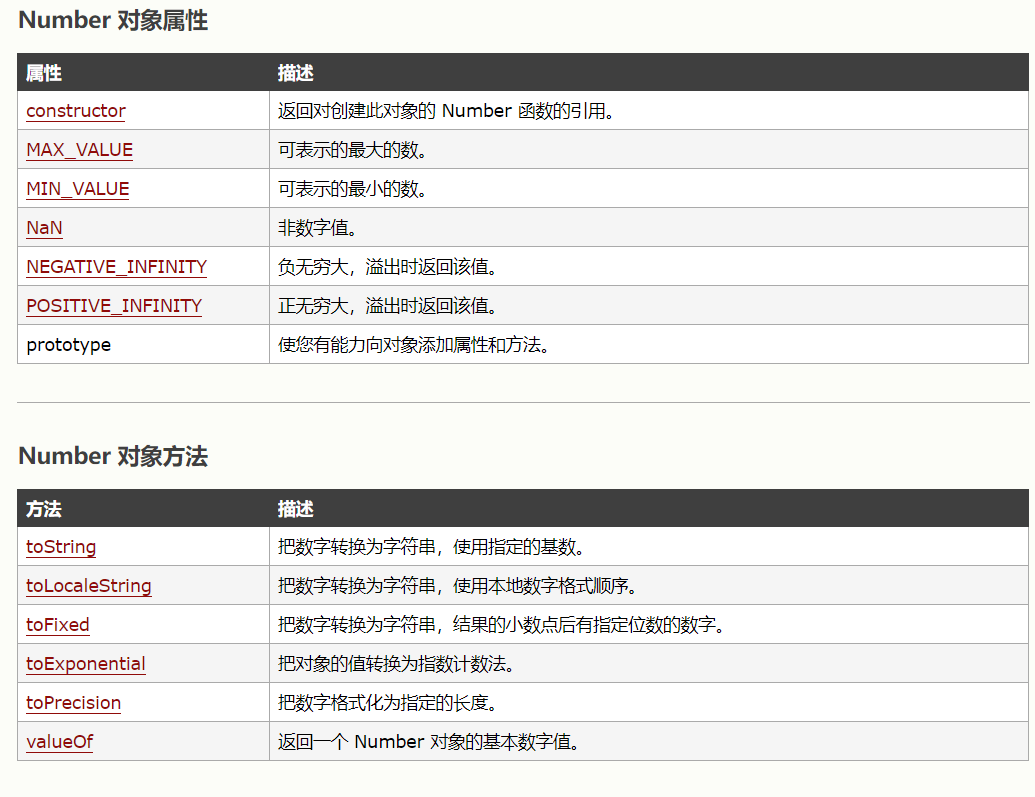 Number 对象属性
属性 描述
constructor 返回对创建此对象的 Number 函数的引用。
MAX_VALUE 可表示的最大的数。
MIN_VALUE 可表示的最小的数。
NaN 非数字值。
NEGATIVE_INFINITY 负无穷大，溢出时返回该值。
POSITIVE_INFINITY 正无穷大，溢出时返回该值。
prototype 使您有能力向对象添加属性和方法。
Number 对象方法
方法 描述
toString 把数字转换为字符串，使用指定的基数。
toLocaleString 把数字转换为字符串，使用本地数字格式顺序。
toFixed 把数字转换为字符串，结果的小数点后有指定位数的数字。
toExponential 把对象的值转换为指数计数法。
toPrecision 把数字格式化为指定的长度。
valueOf 返回一个 Number 对象的基本数字值。